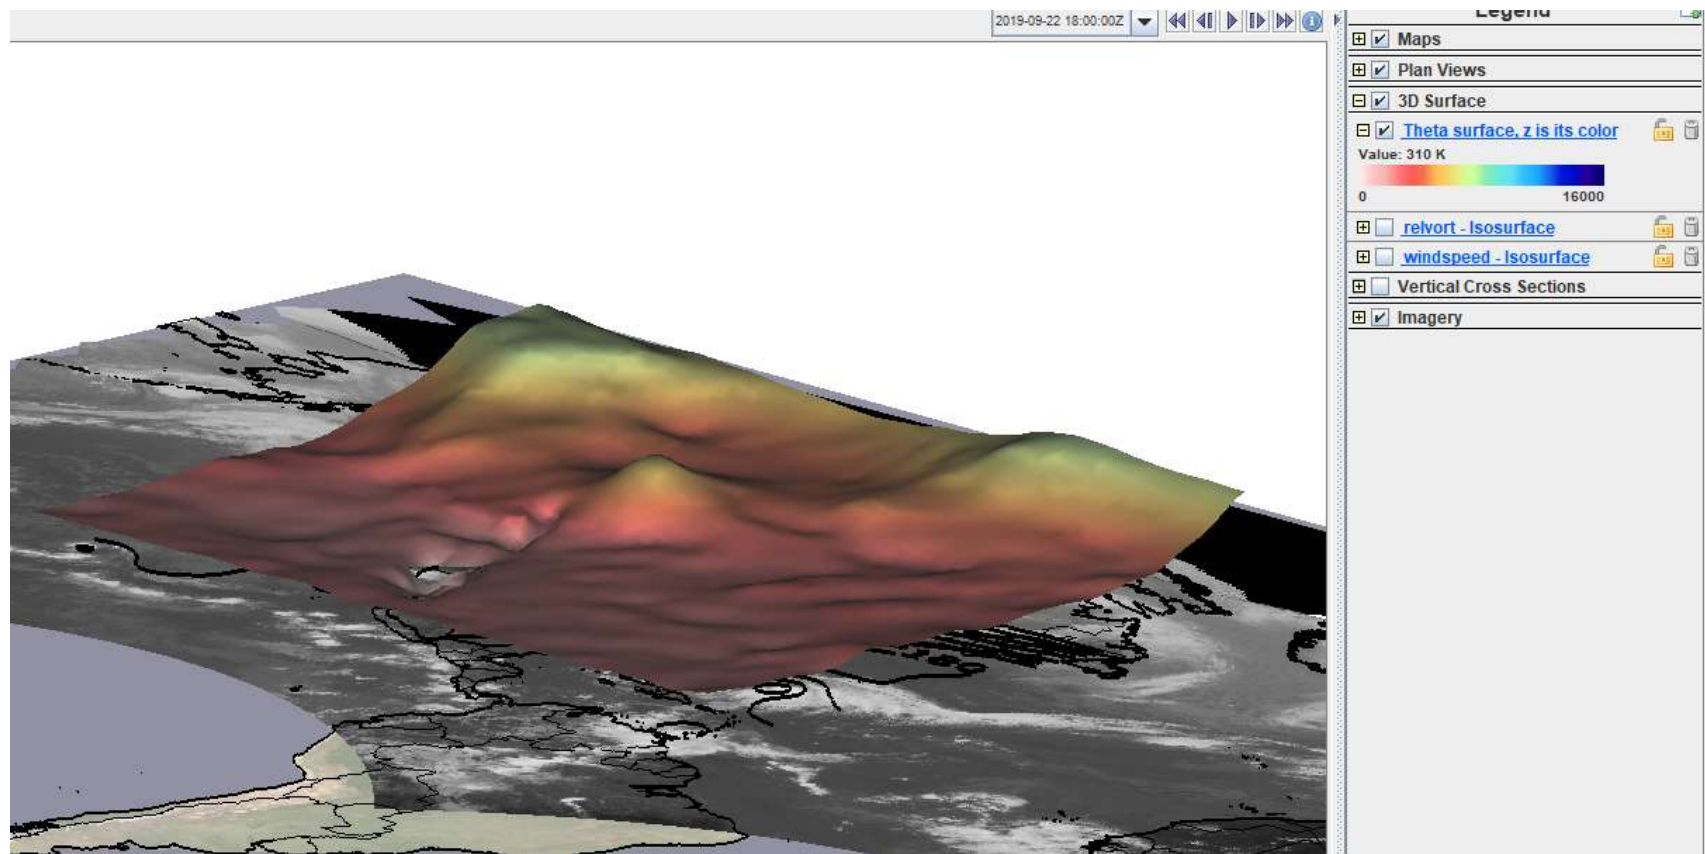 2019-09-22 18:00:00Z
Legend
Maps
Plan Views
3D Surface
Theta surface, z is its color
Value: 310 K
0 16000
relvort - Isosurface
windspeed - Isosurface
Vertical Cross Sections
Imagery